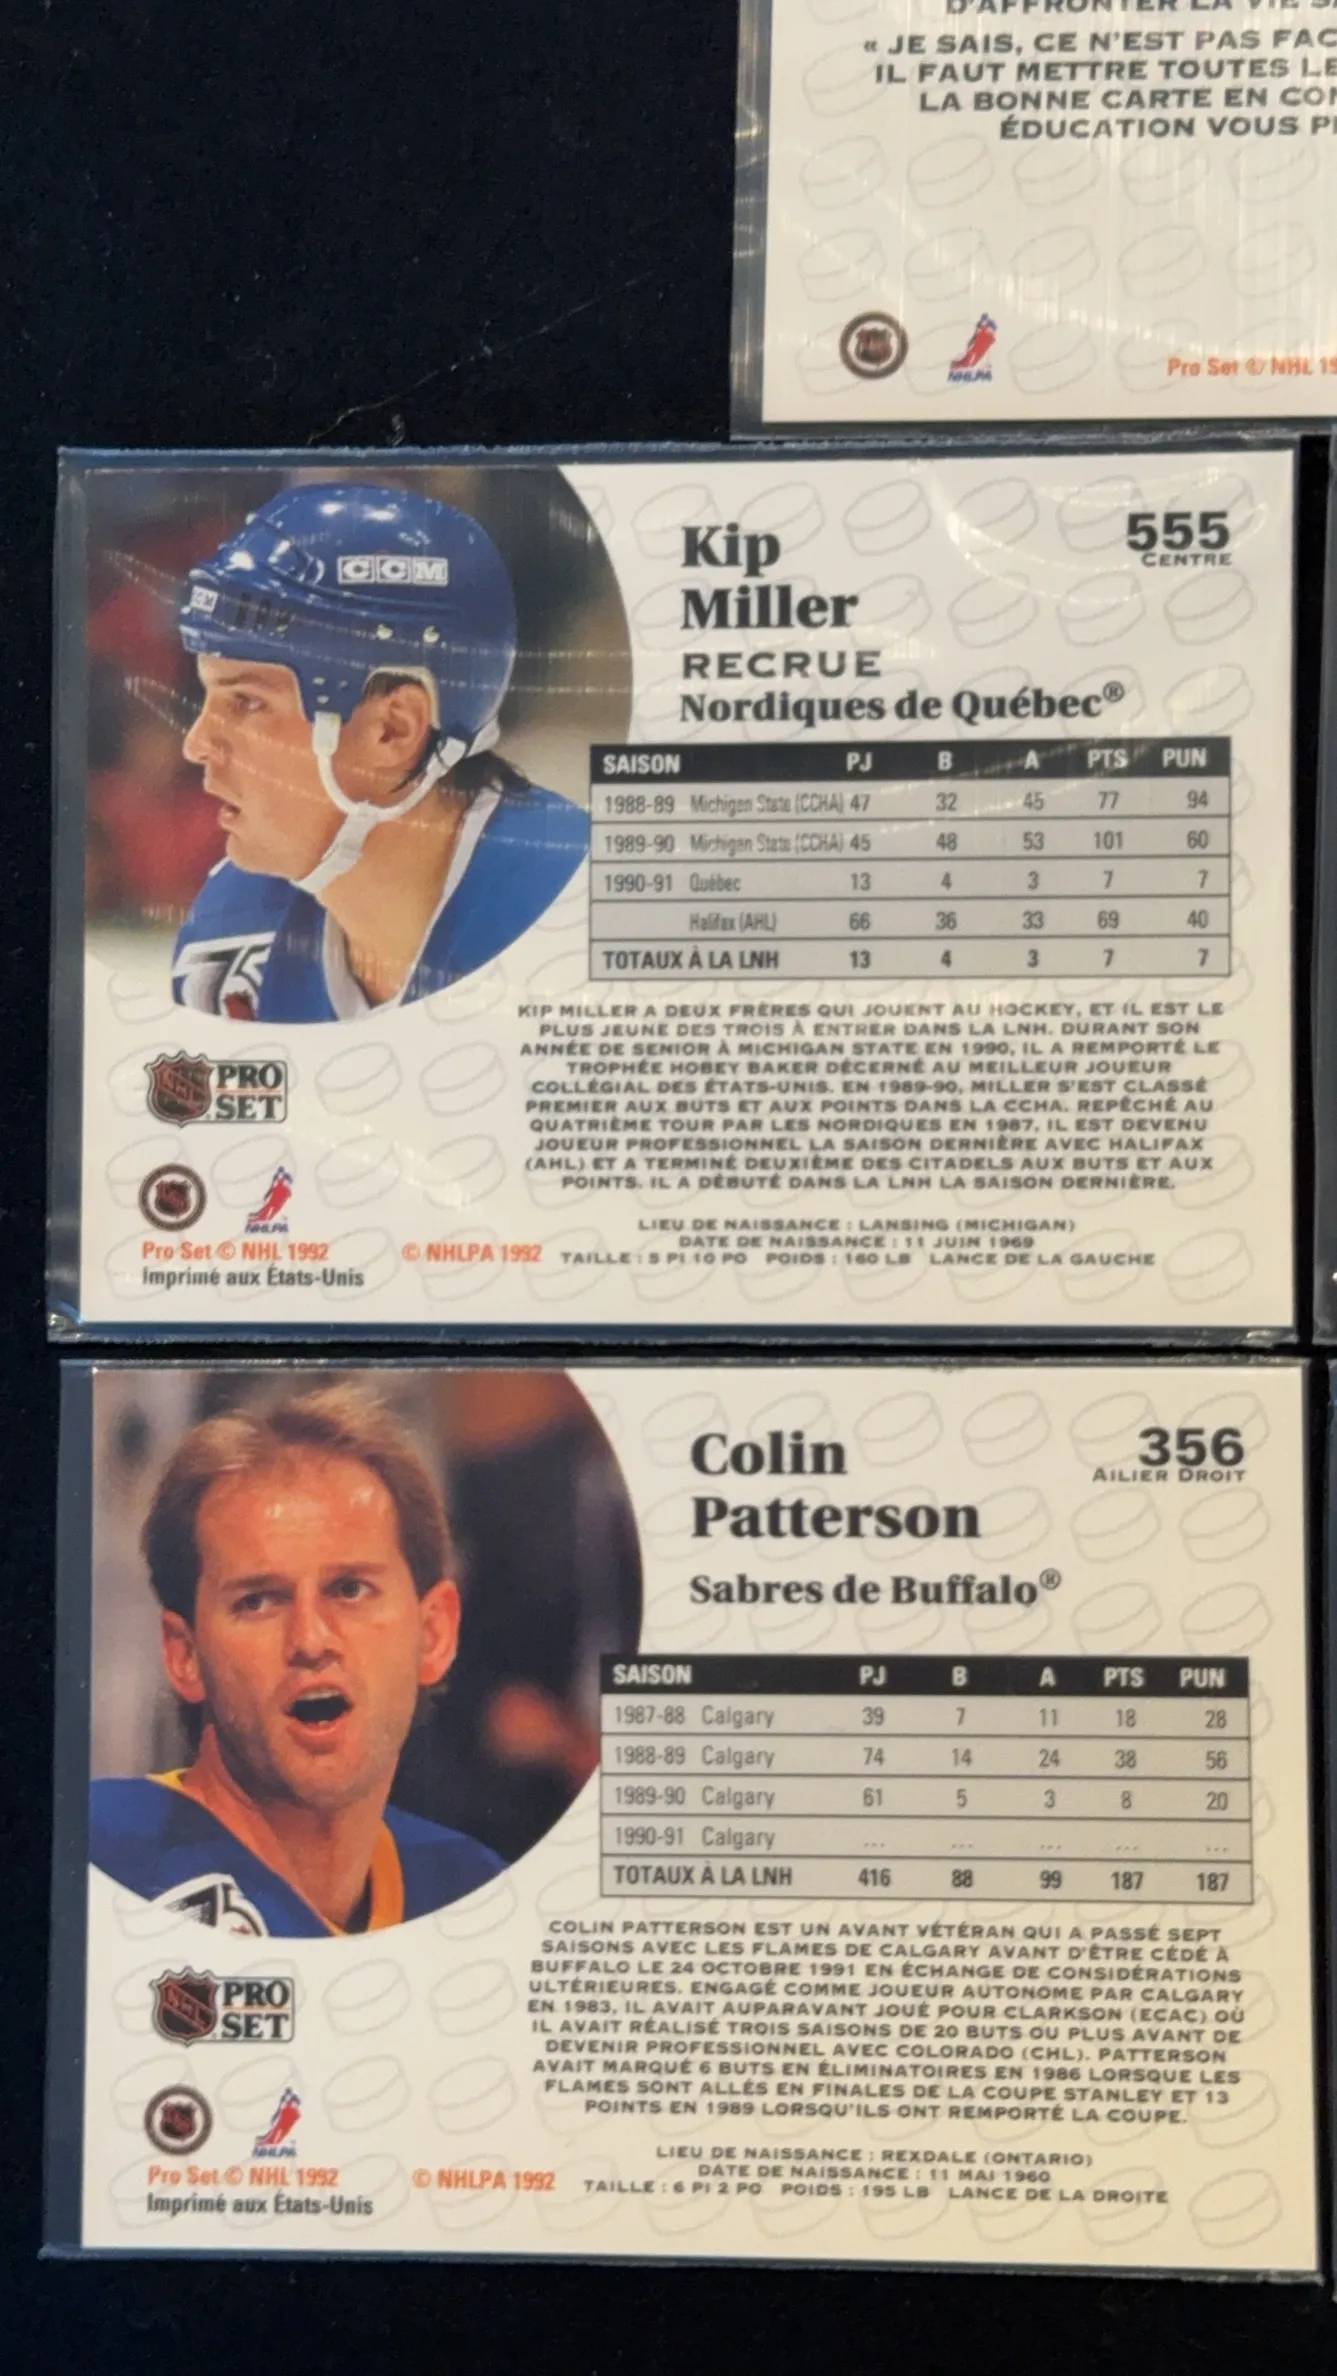 D'AFFRONTER LA VIE
« JE SAIS, CE N'EST PAS FAC
IL FAUT METTRE TOUTES LE
LA BONNE CARTE EN CON
ÉDUCATION VOUS P
NHLPA
Pro Set © NHL 19
CCM
Kip
Miller
RECRUE
Nordiques de Québec®
555
CENTRE
SAISON PJ B A PTS PUN
1988-89 Michigan State (CCHA) 47 32 45 77 94
1989-90 Michigan State (CCHA) 45 48 53 101 60
1990-91 Québec 13 4 3 7 7
Halifax (AHL) 66 36 33 69 40
TOTAUX À LA LNH 13 4 3 7 7
KIP MILLER A DEUX FRÈRES QUI JOUENT AU HOCKEY, ET IL EST LE
PLUS JEUNE DES TROIS À ENTRER DANS LA LNH. DURANT SON
ANNÉE DE SENIOR À MICHIGAN STATE EN 1990, IL A REMPORTÉ LE
TROPHÉE HOBEY BAKER DÉCERNÉ AU MEILLEUR JOUEUR
COLLÉGIAL DES ÉTATS-UNIS. EN 1989-90, MILLER S'EST CLASSÉ
PREMIER AUX BUTS ET AUX POINTS DANS LA CCHA. REPÊCHÉ AU
QUATRIÈME TOUR PAR LES NORDIQUES EN 1987, IL EST DEVENU
JOUEUR PROFESSIONNEL LA SAISON DERNIÈRE AVEC HALIFAX
(AHL) ET A TERMINÉ DEUXIÈME DES CITADELS AUX BUTS ET AUX
POINTS. IL A DÉBUTÉ DANS LA LNH LA SAISON DERNIÈRE.
LIEU DE NAISSANCE : LANSING (MICHIGAN)
DATE DE NAISSANCE : 11 JUIN 1969
TAILLE : 5 PI 10 PO POIDS : 160 LB LANCE DE LA GAUCHE
NHL PRO
SET
NHLPA
Pro Set © NHL 1992 © NHLPA 1992
Imprimé aux États-Unis
Colin
Patterson
Sabres de Buffalo®
356
AILIER DROIT
SAISON PJ B A PTS PUN
1987-88 Calgary 39 7 11 18 28
1988-89 Calgary 74 14 24 38 56
1989-90 Calgary 61 5 3 8 20
1990-91 Calgary ... ... ... ... ...
TOTAUX À LA LNH 416 88 99 187 187
COLIN PATTERSON EST UN AVANT VÉTÉRAN QUI A PASSÉ SEPT
SAISONS AVEC LES FLAMES DE CALGARY AVANT D'ÊTRE CÉDÉ À
BUFFALO LE 24 OCTOBRE 1991 EN ÉCHANGE DE CONSIDÉRATIONS
ULTÉRIEURES. ENGAGÉ COMME JOUEUR AUTONOME PAR CALGARY
EN 1983, IL AVAIT AUPARAVANT JOUÉ POUR CLARKSON (ECAC) OÙ
IL AVAIT RÉALISÉ TROIS SAISONS DE 20 BUTS OU PLUS AVANT DE
DEVENIR PROFESSIONNEL AVEC COLORADO (CHL). PATTERSON
AVAIT MARQUÉ 6 BUTS EN ÉLIMINATOIRES EN 1986 LORSQUE LES
FLAMES SONT ALLÉS EN FINALES DE LA COUPE STANLEY ET 13
POINTS EN 1989 LORSQU'ILS ONT REMPORTÉ LA COUPE.
LIEU DE NAISSANCE : REXDALE (ONTARIO)
DATE DE NAISSANCE : 11 MAI 1960
TAILLE : 6 PI 2 PO POIDS : 195 LB LANCE DE LA DROITE
NHL PRO
SET
NHLPA
Pro Set © NHL 1992 © NHLPA 1992
Imprimé aux États-Unis